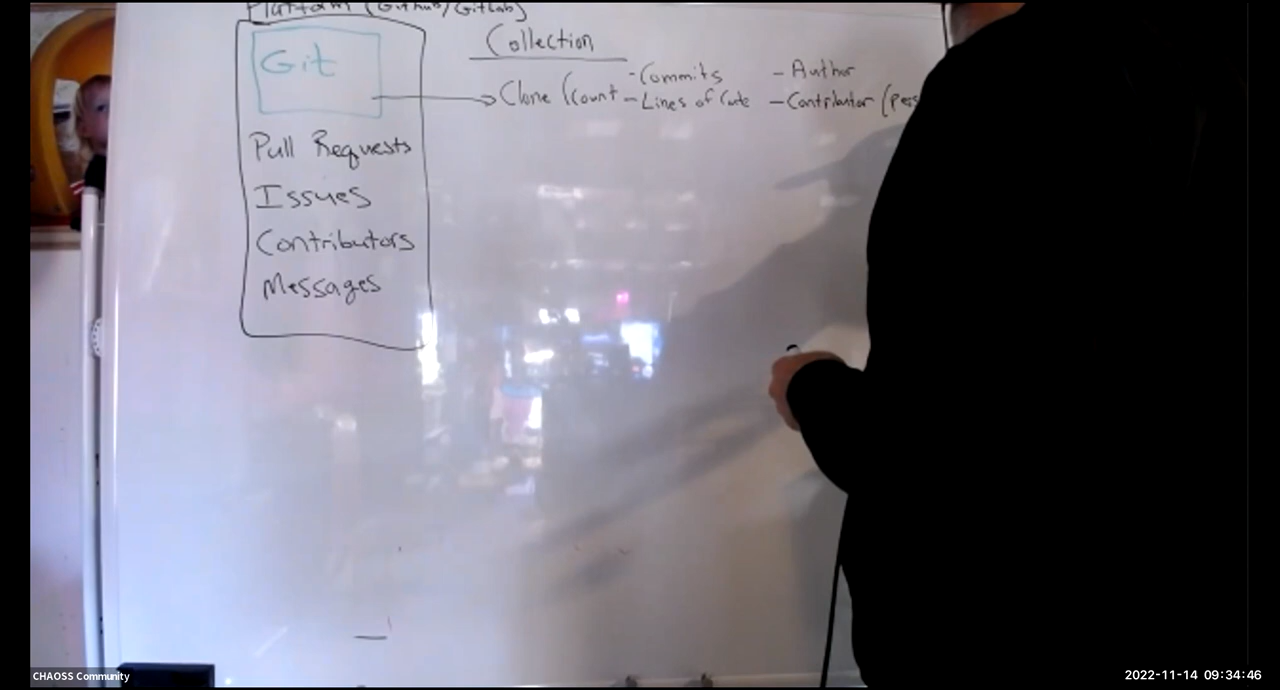 Platform (Github/GitLab)
Git
Pull Requests
Issues
Contributors
Messages
Collection
Clone (Count
- Commits
- Lines of Code
- Author
- Contributor (pers
CHAOSS Community
2022-11-14 09:34:46